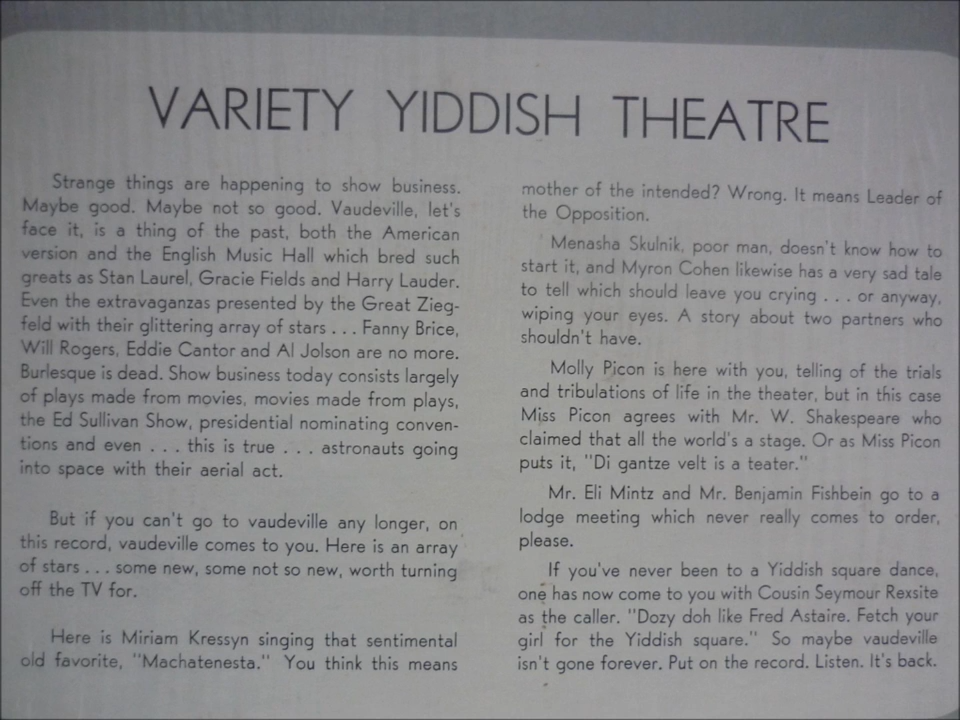 VARIETY YIDDISH THEATRE
Strange things are happening to show business.
Maybe good. Maybe not so good. Vaudeville, let's
face it, is a thing of the past, both the American
version and the English Music Hall which bred such
greats as Stan Laurel, Gracie Fields and Harry Lauder.
Even the extravaganzas presented by the Great Zieg-
feld with their glittering array of stars . . . Fanny Brice,
Will Rogers, Eddie Cantor and Al Jolson are no more.
Burlesque is dead. Show business today consists largely
of plays made from movies, movies made from plays,
the Ed Sullivan Show, presidential nominating conven-
tions and even . . . this is true . . . astronauts going
into space with their aerial act.
But if you can't go to vaudeville any longer, on
this record, vaudeville comes to you. Here is an array
of stars . . . some new, some not so new, worth turning
off the TV for.
Here is Miriam Kressyn singing that sentimental
old favorite, "Machatenesta." You think this means
mother of the intended? Wrong. It means Leader of
the Opposition.
Menasha Skulnik, poor man, doesn't know how to
start it, and Myron Cohen likewise has a very sad tale
to tell which should leave you crying . . . or anyway,
wiping your eyes. A story about two partners who
shouldn't have.
Molly Picon is here with you, telling of the trials
and tribulations of life in the theater, but in this case
Miss Picon agrees with Mr. W. Shakespeare who
claimed that all the world's a stage. Or as Miss Picon
puts it, "Di gantze velt is a teater."
Mr. Eli Mintz and Mr. Benjamin Fishbein go to a
lodge meeting which never really comes to order,
please.
If you've never been to a Yiddish square dance,
one has now come to you with Cousin Seymour Rexsite
as the caller. "Dozy doh like Fred Astaire. Fetch your
girl for the Yiddish square." So maybe vaudeville
isn't gone forever. Put on the record. Listen. It's back.